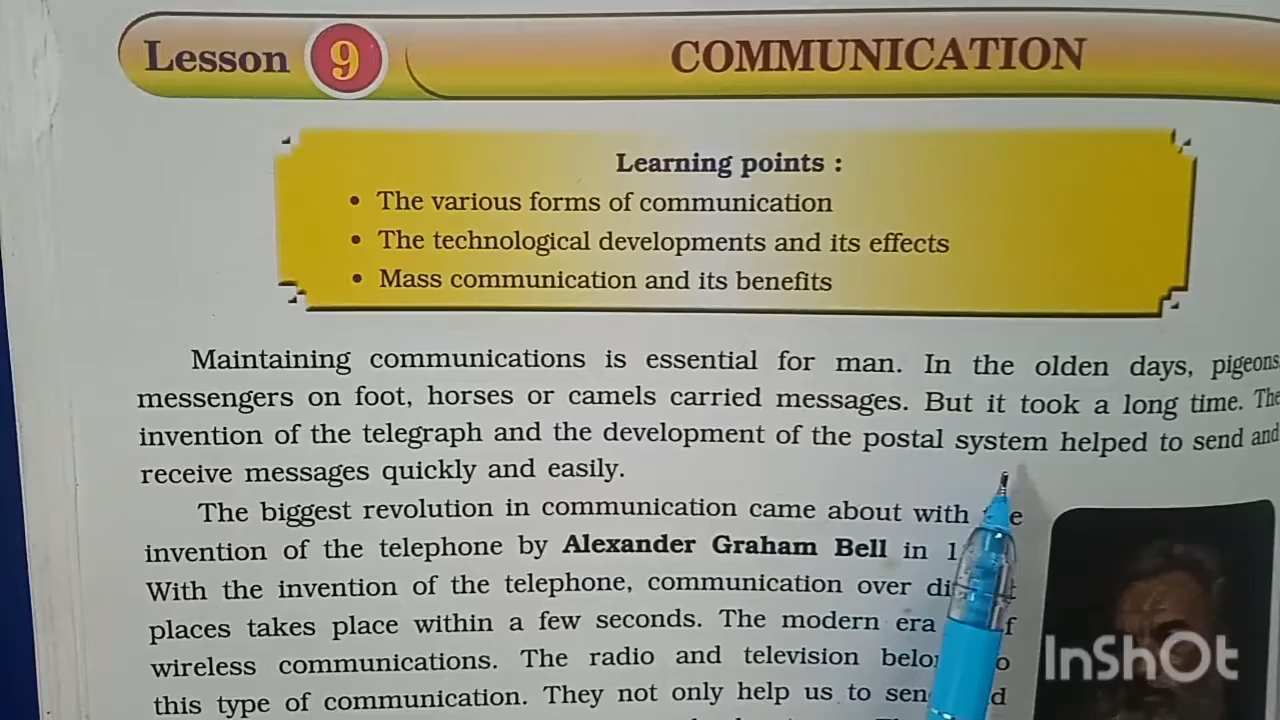 Lesson 9 COMMUNICATION
Learning points :
• The various forms of communication
• The technological developments and its effects
• Mass communication and its benefits
Maintaining communications is essential for man. In the olden days, pigeons
messengers on foot, horses or camels carried messages. But it took a long time. The
invention of the telegraph and the development of the postal system helped to send and
receive messages quickly and easily.
The biggest revolution in communication came about with
invention of the telephone by Alexander Graham Bell in
With the invention of the telephone, communication over
places takes place within a few seconds. The modern era
wireless communications. The radio and television
this type of communication. They not only help us to
InShOt